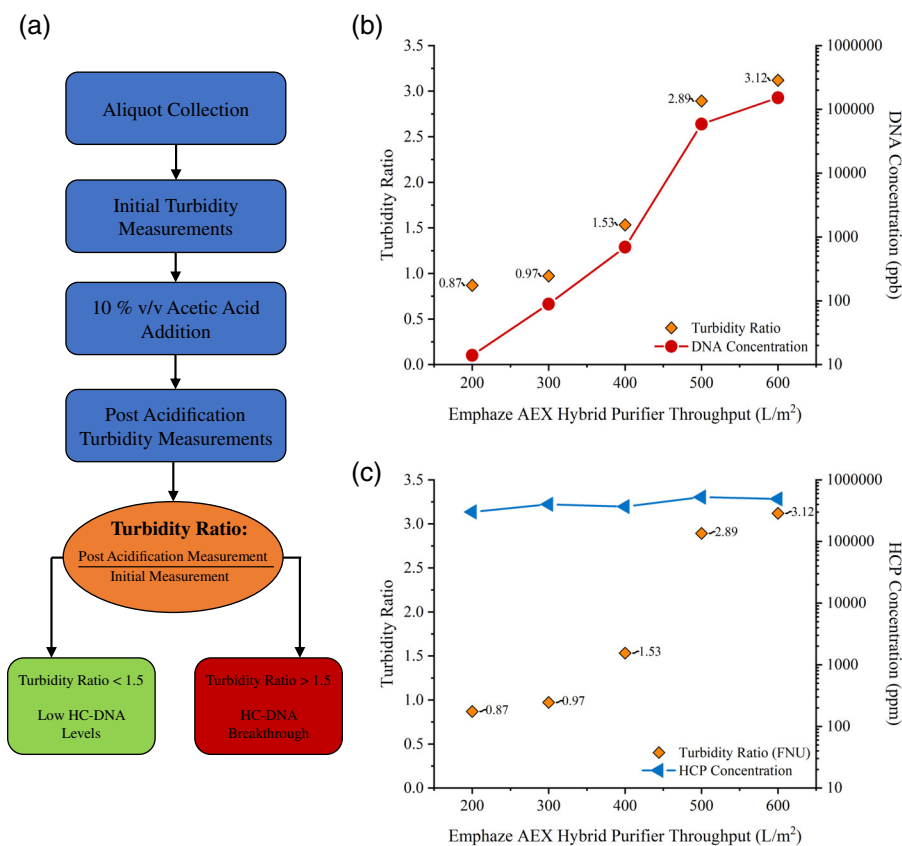 (a)
Aliquot Collection
Initial Turbidity
Measurements
10 % v/v Acetic Acid
Addition
Post Acidification
Turbidity Measurements
Turbidity Ratio:
Post Acidification Measurement
Initial Measurement
Turbidity Ratio < 1.5
Low HC-DNA
Levels
Turbidity Ratio > 1.5
HC-DNA
Breakthrough
(b)
Turbidity Ratio
3.5
3.0
2.5
2.0
1.5
1.0
0.5
0.0
0.87
0.97
1.53
2.89
3.12
Turbidity Ratio
DNA Concentration
1000000
100000
10000
1000
100
10
DNA Concentration (ppb)
200 300 400 500 600
Emphaze AEX Hybrid Purifier Throughput (L/m²)
(c)
Turbidity Ratio
3.5
3.0
2.5
2.0
1.5
1.0
0.5
0.0
0.87
0.97
1.53
2.89
3.12
Turbidity Ratio (FNU)
HCP Concentration
1000000
100000
10000
1000
100
10
HCP Concentration (ppm)
200 300 400 500 600
Emphaze AEX Hybrid Purifier Throughput (L/m²)